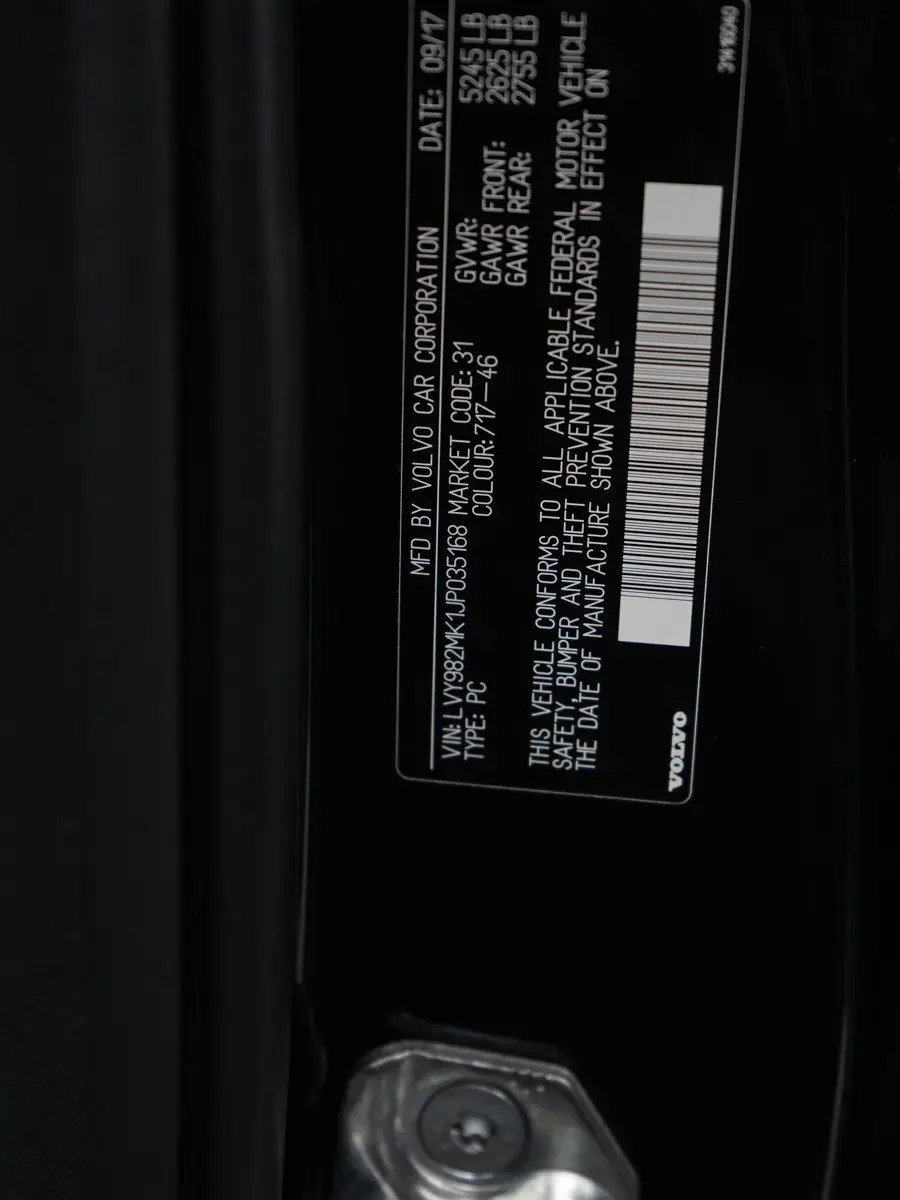 MFD BY VOLVO CAR CORPORATION DATE: 09/17
VIN: LVY982MK1JP035168 MARKET CODE: 31 GVWR: 5245 LB
TYPE: PC COLOUR: 717-46 GAWR FRONT: 2625 LB
GAWR REAR: 2755 LB
THIS VEHICLE CONFORMS TO ALL APPLICABLE FEDERAL MOTOR VEHICLE
SAFETY, BUMPER AND THEFT PREVENTION STANDARDS IN EFFECT ON
THE DATE OF MANUFACTURE SHOWN ABOVE.
VOLVO